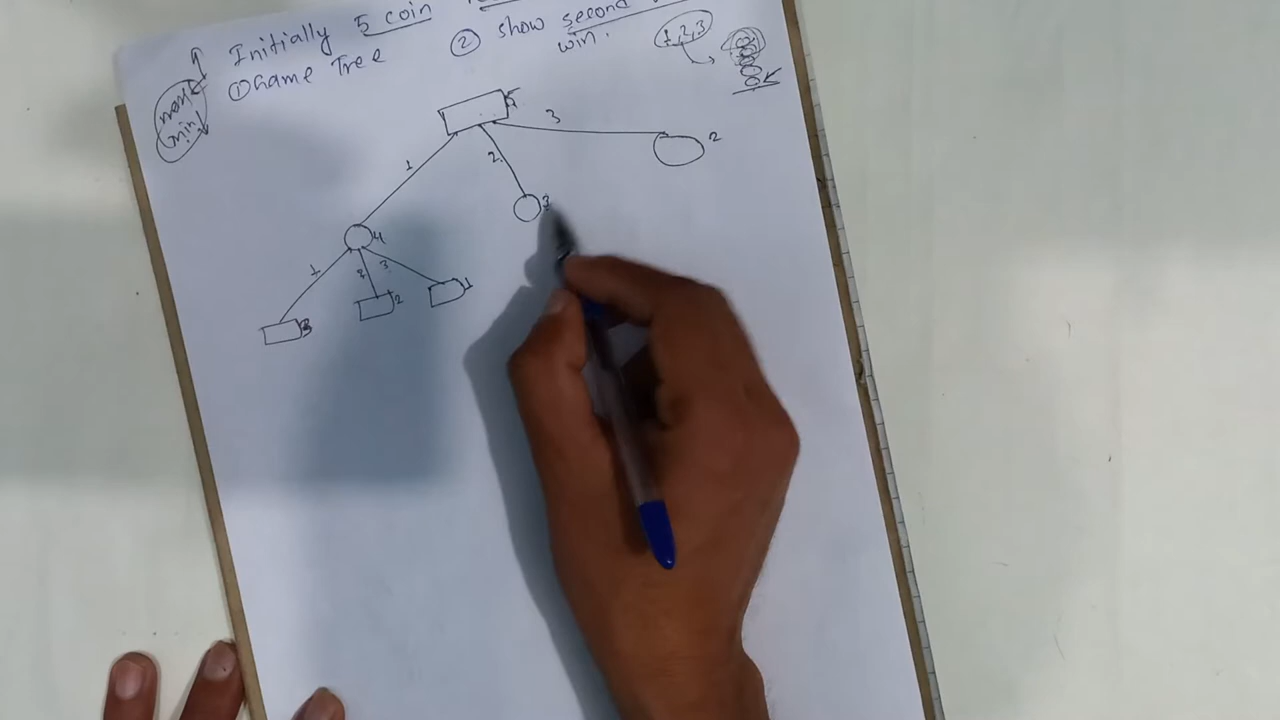 Initially 5 coin
① Game Tree
② show second
win.
1,2,3
max
min
5
1
2
3
2
3
4
1
2
3
3
2
1